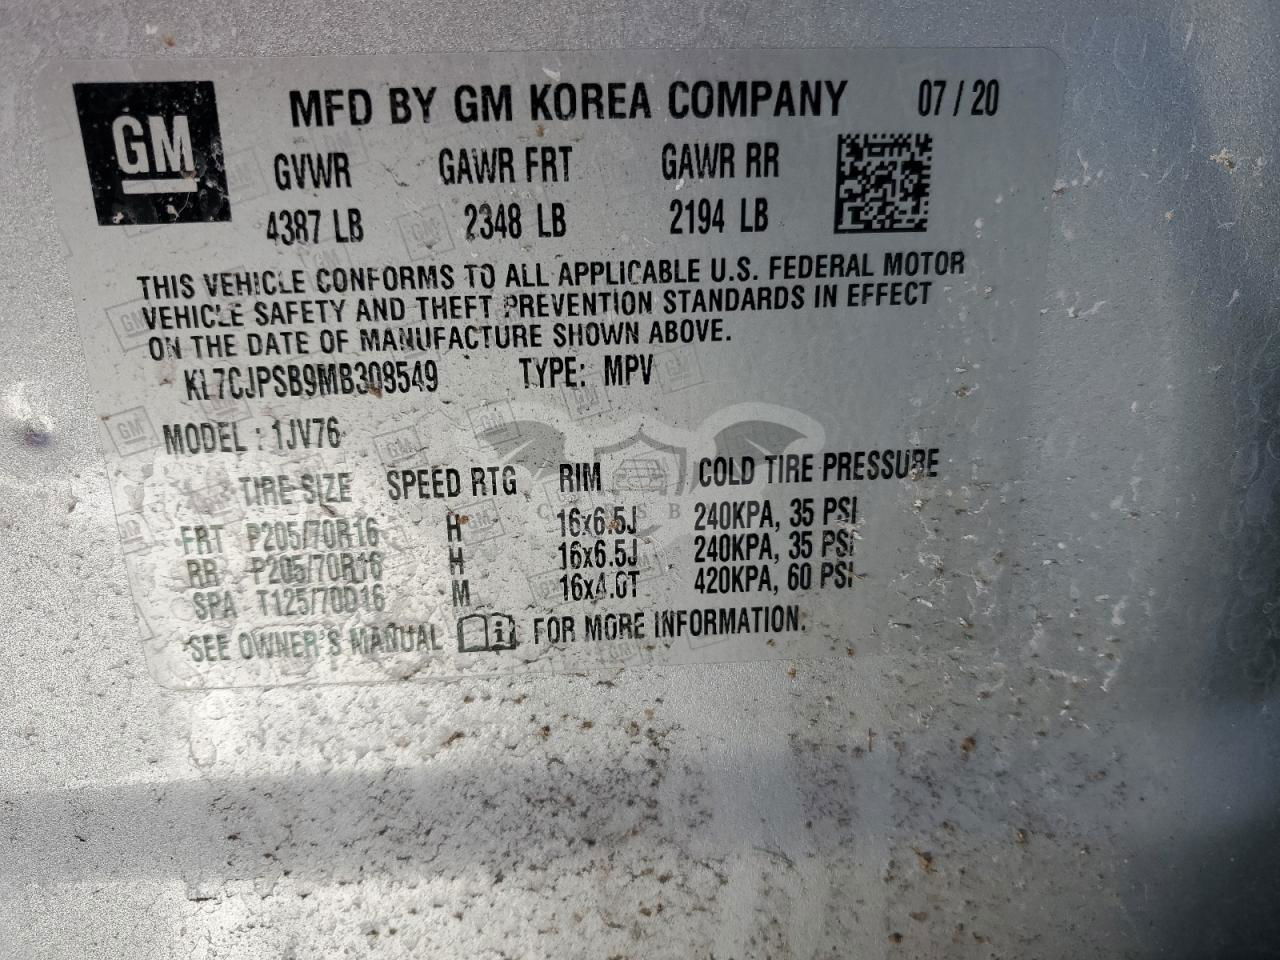 GM
MFD BY GM KOREA COMPANY 07 / 20
GVWR GAWR FRT GAWR RR
4387 LB 2348 LB 2194 LB
THIS VEHICLE CONFORMS TO ALL APPLICABLE U.S. FEDERAL MOTOR
VEHICLE SAFETY AND THEFT PREVENTION STANDARDS IN EFFECT
ON THE DATE OF MANUFACTURE SHOWN ABOVE.
KL7CJPSB9MB309549 TYPE: MPV
MODEL : 1JV76
TIRE SIZE SPEED RTG RIM COLD TIRE PRESSURE
FRT P205/70R16 H 16x6.5J 240KPA, 35 PSI
RR P205/70R16 H 16x6.5J 240KPA, 35 PSI
SPA T125/70D16 M 16x4.0T 420KPA, 60 PSI
SEE OWNER'S MANUAL FOR MORE INFORMATION.